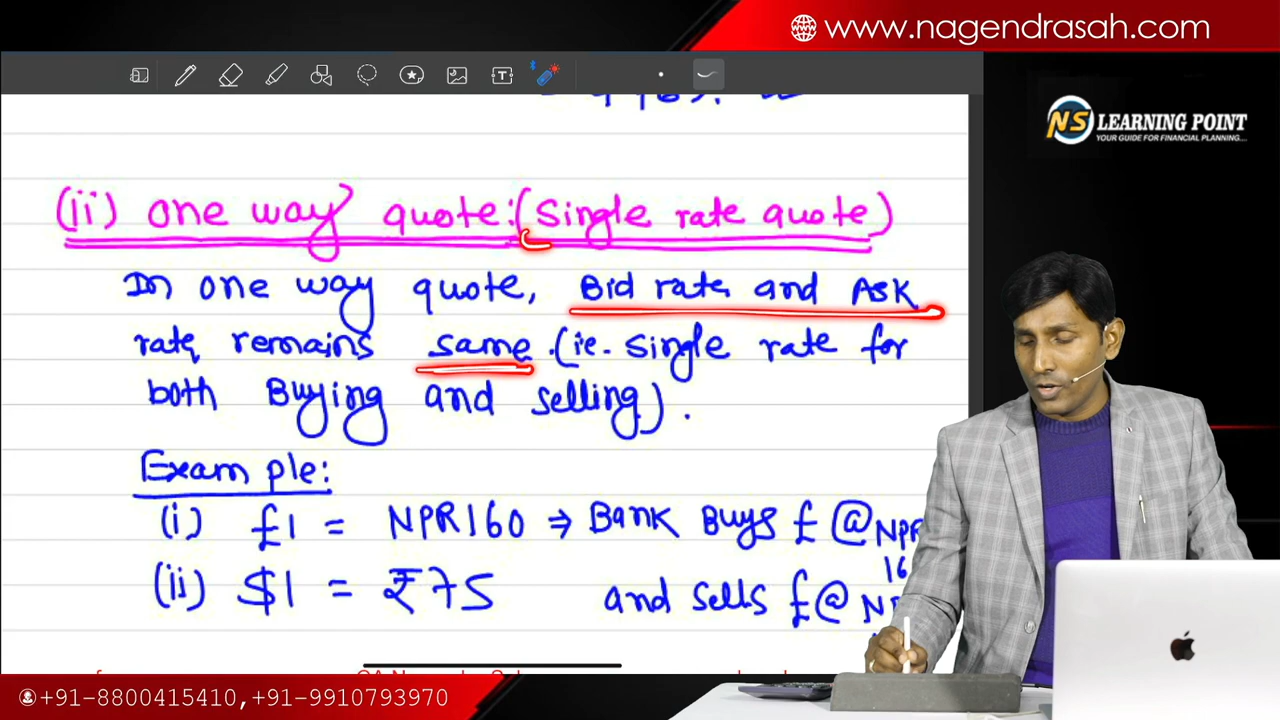 www.nagendrasah.com
NS LEARNING POINT
YOUR GUIDE FOR FINANCIAL PLANNING....
(ii) one way quote: (Single rate quote)
In one way quote, Bid rate and Ask
rate remains same. (ie. single rate for
both Buying and selling).
Example:
(i) £1 = NPR160 ⇒ Bank Buys £ @ NPR
16
(ii) $1 = ₹75 and sells £ @
+91-8800415410,+91-9910793970